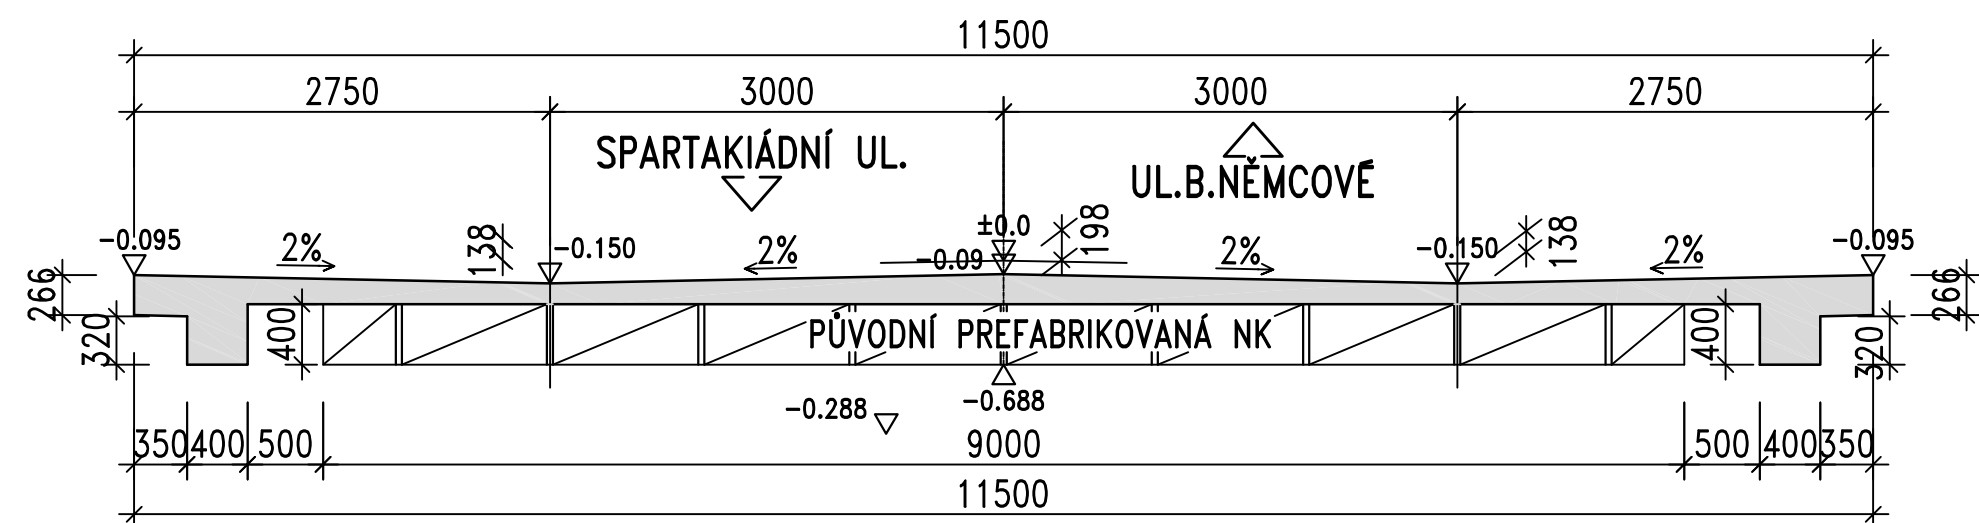 11500
2750 3000 3000 2750
SPARTAKIÁDNÍ UL.
UL.B.NĚMCOVÉ
-0.095 2% 138 -0.150 2% -0.09 ±0.0 198 2% -0.150 138 2% -0.095
266 320 400 PŮVODNÍ PREFABRIKOVANÁ NK 400 320 266
-0.288 -0.688
350 400 500 9000 500 400 350
11500